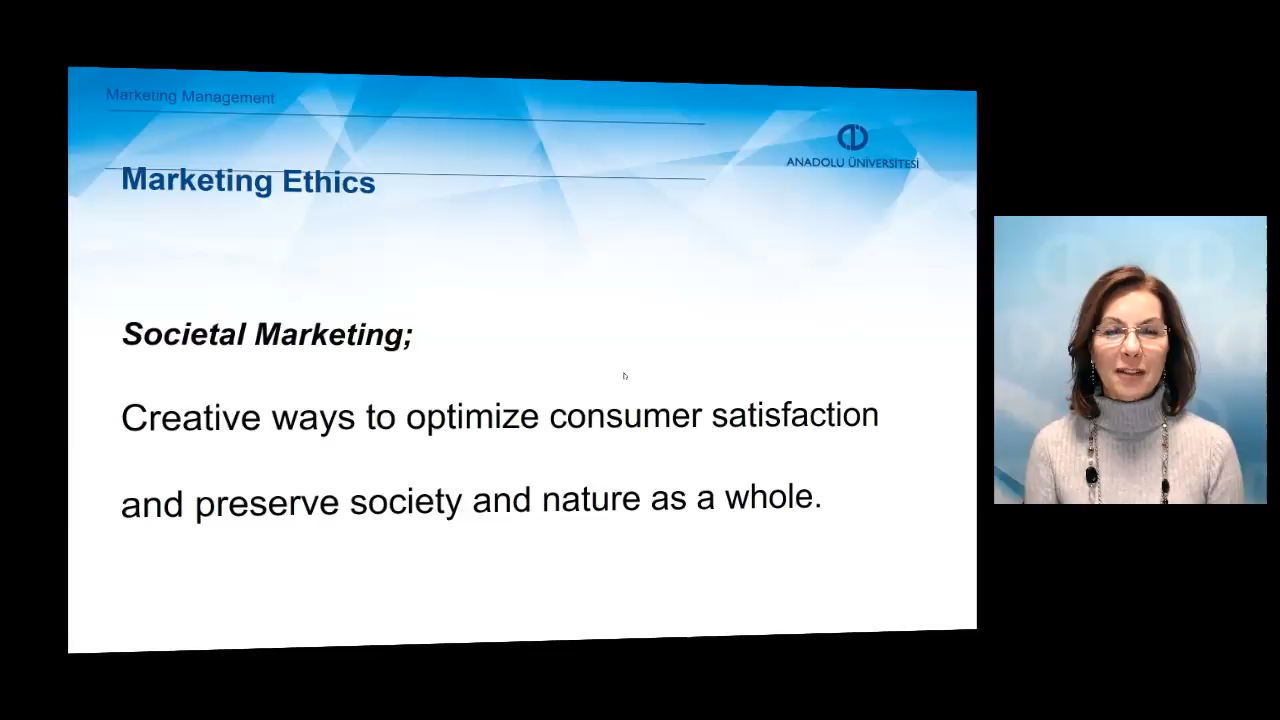 Marketing Management
ANADOLU ÜNİVERSİTESİ
Marketing Ethics
Societal Marketing;
Creative ways to optimize consumer satisfaction
and preserve society and nature as a whole.